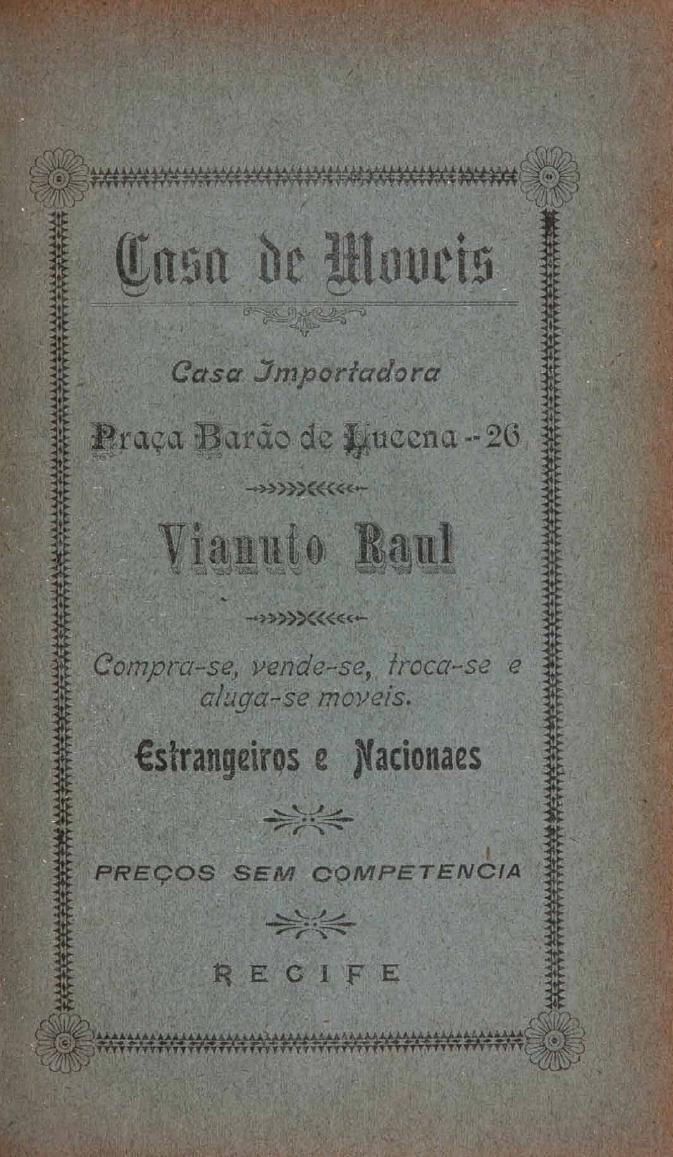 Casa de Moveis
Casa Importadora
Praça Barão de Lucena--26
Vianuto Raul
Compra-se, vende-se, troca-se e
aluga-se moveis.
Estrangeiros e Nacionaes
PREÇOS SEM COMPETENCIA
RECIFE